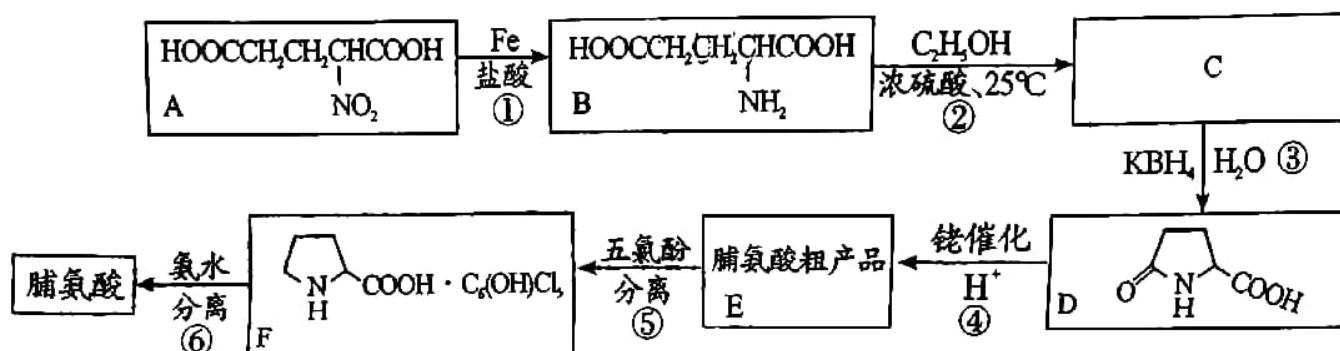 HOOCCH₂CH₂CHCOOH
NO₂
A
Fe
盐酸
①
HOOCCH₂CH₂CHCOOH
NH₂
B
C₂H₅OH
浓硫酸、25℃
②
C
KBH₄ H₂O ③
脯氨酸
氨水
分离
⑥
N
H
COOH · C₆(OH)Cl₅
F
五氯酚
分离
⑤
脯氨酸粗产品
E
铑催化
H⁺
④
O
N
H
COOH
D